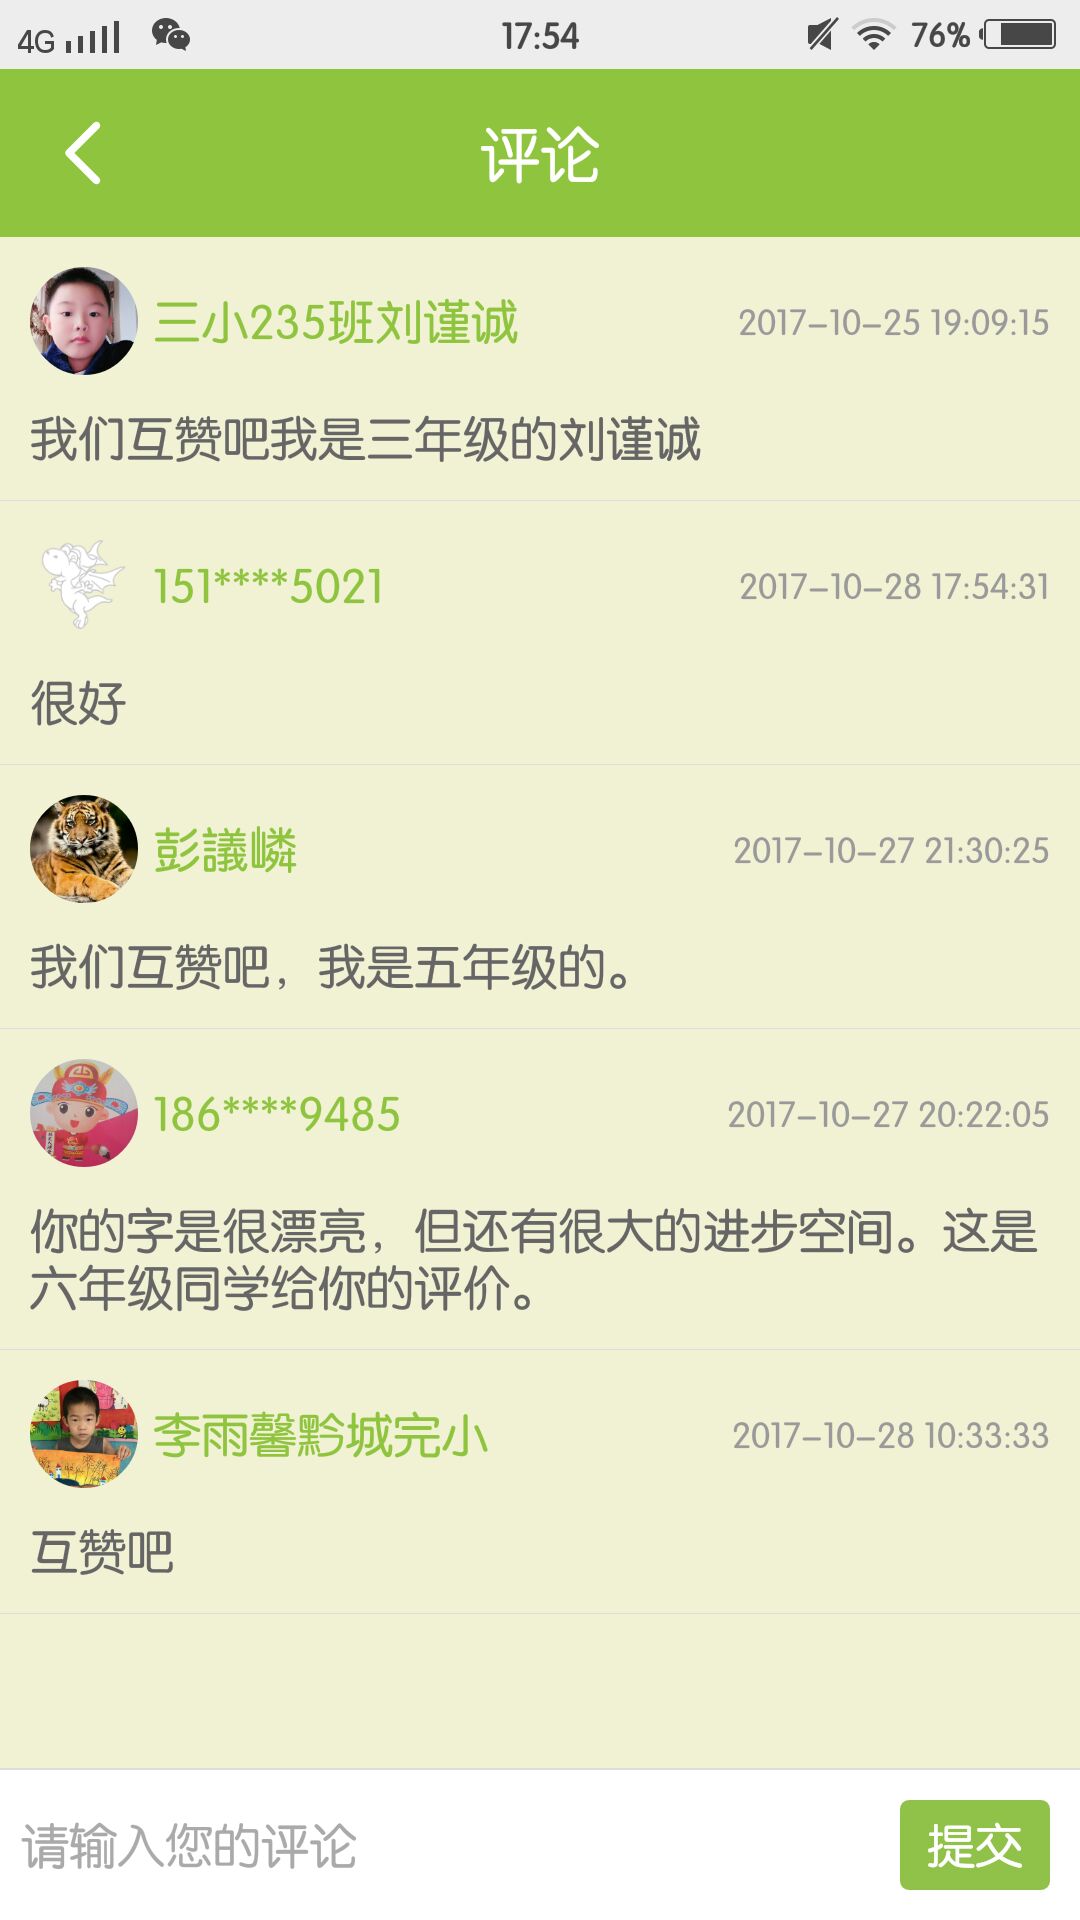 4G 17:54 76%
评论
三小235班刘谨诚 2017-10-25 19:09:15
我们互赞吧我是三年级的刘谨诚
151****5021 2017-10-28 17:54:31
很好
彭議嶙 2017-10-27 21:30:25
我们互赞吧，我是五年级的。
186****9485 2017-10-27 20:22:05
你的字是很漂亮，但还有很大的进步空间。这是
六年级同学给你的评价。
李雨馨黔城完小 2017-10-28 10:33:33
互赞吧
请输入您的评论 提交